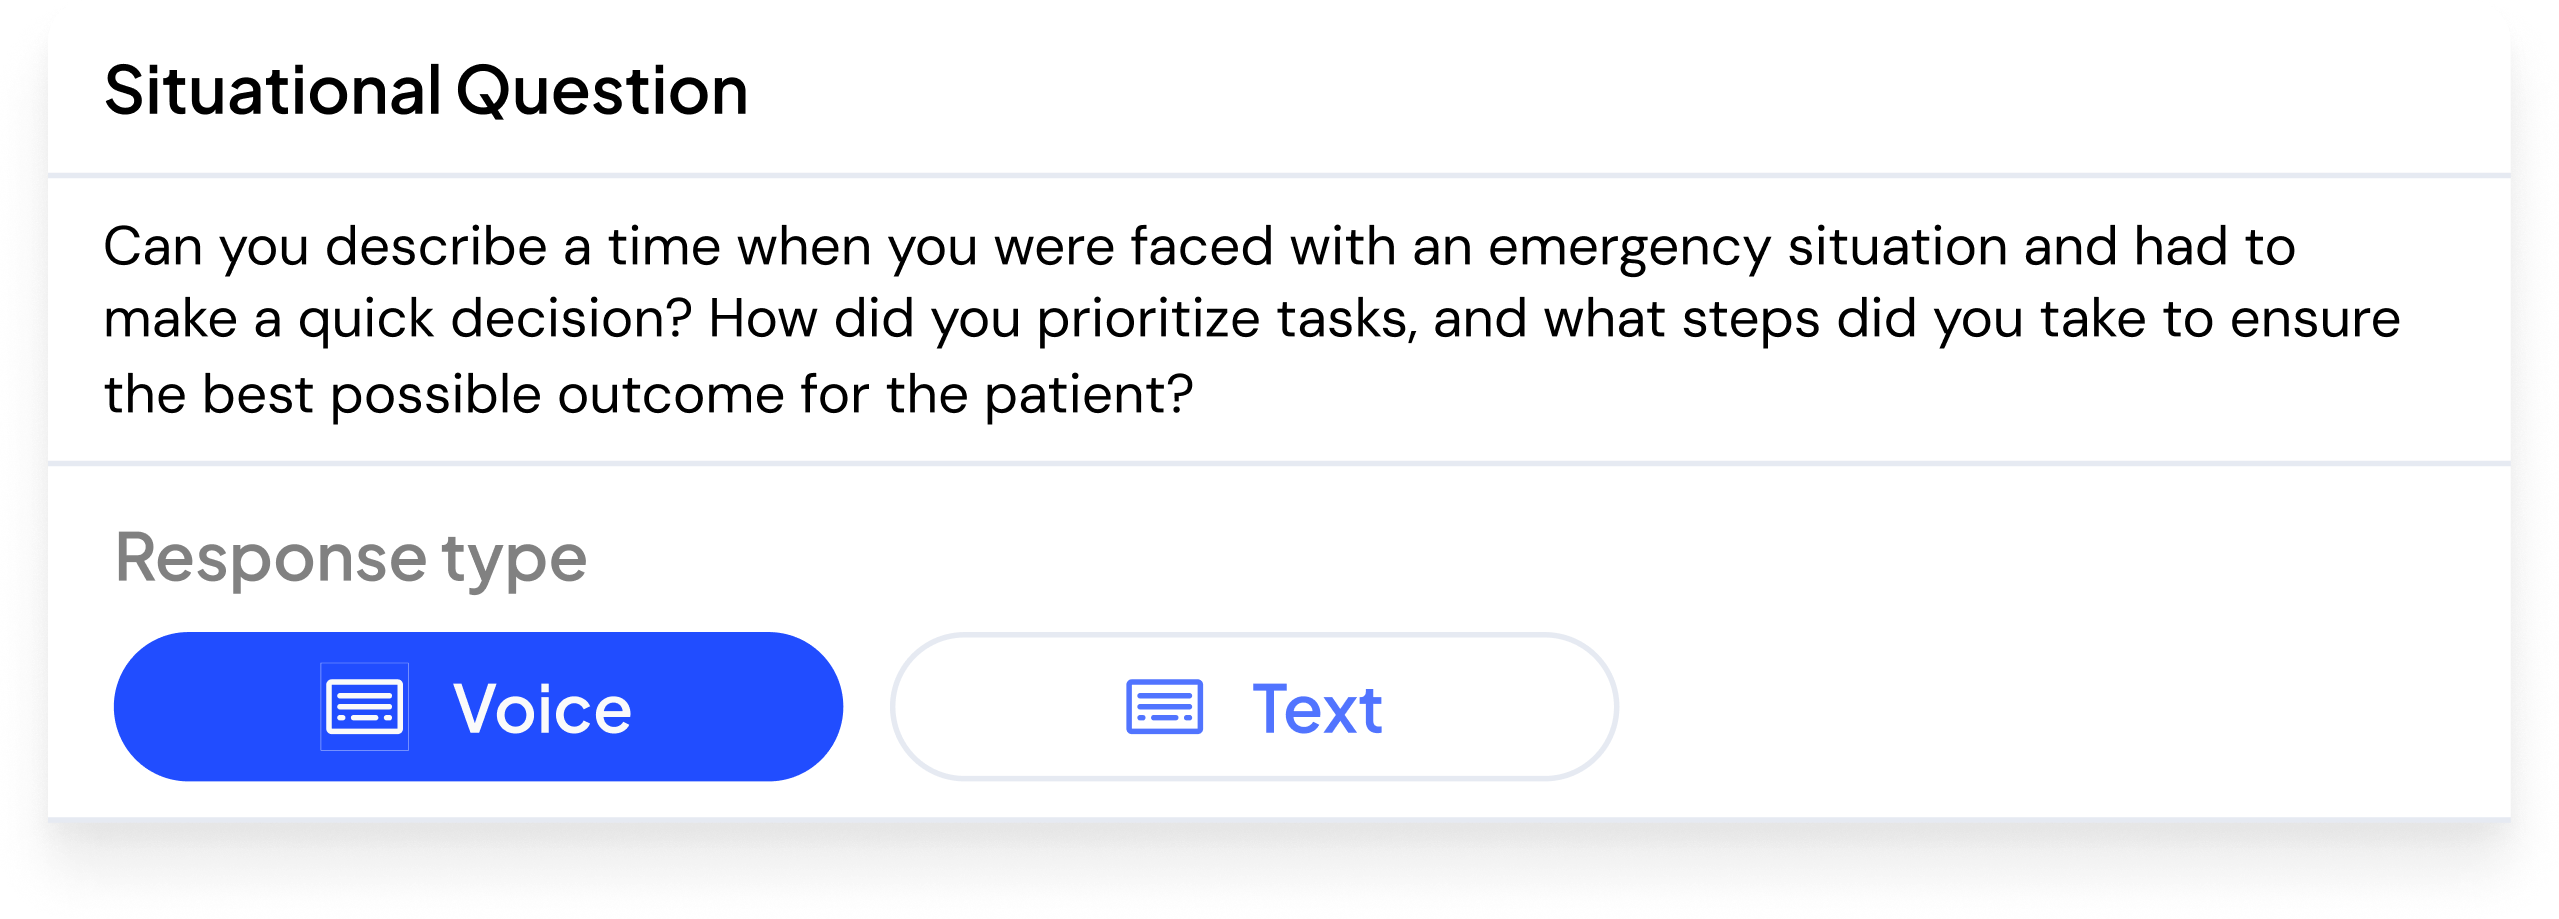 Situational Question
Can you describe a time when you were faced with an emergency situation and had to
make a quick decision? How did you prioritize tasks, and what steps did you take to ensure
the best possible outcome for the patient?
Response type
Voice
Text